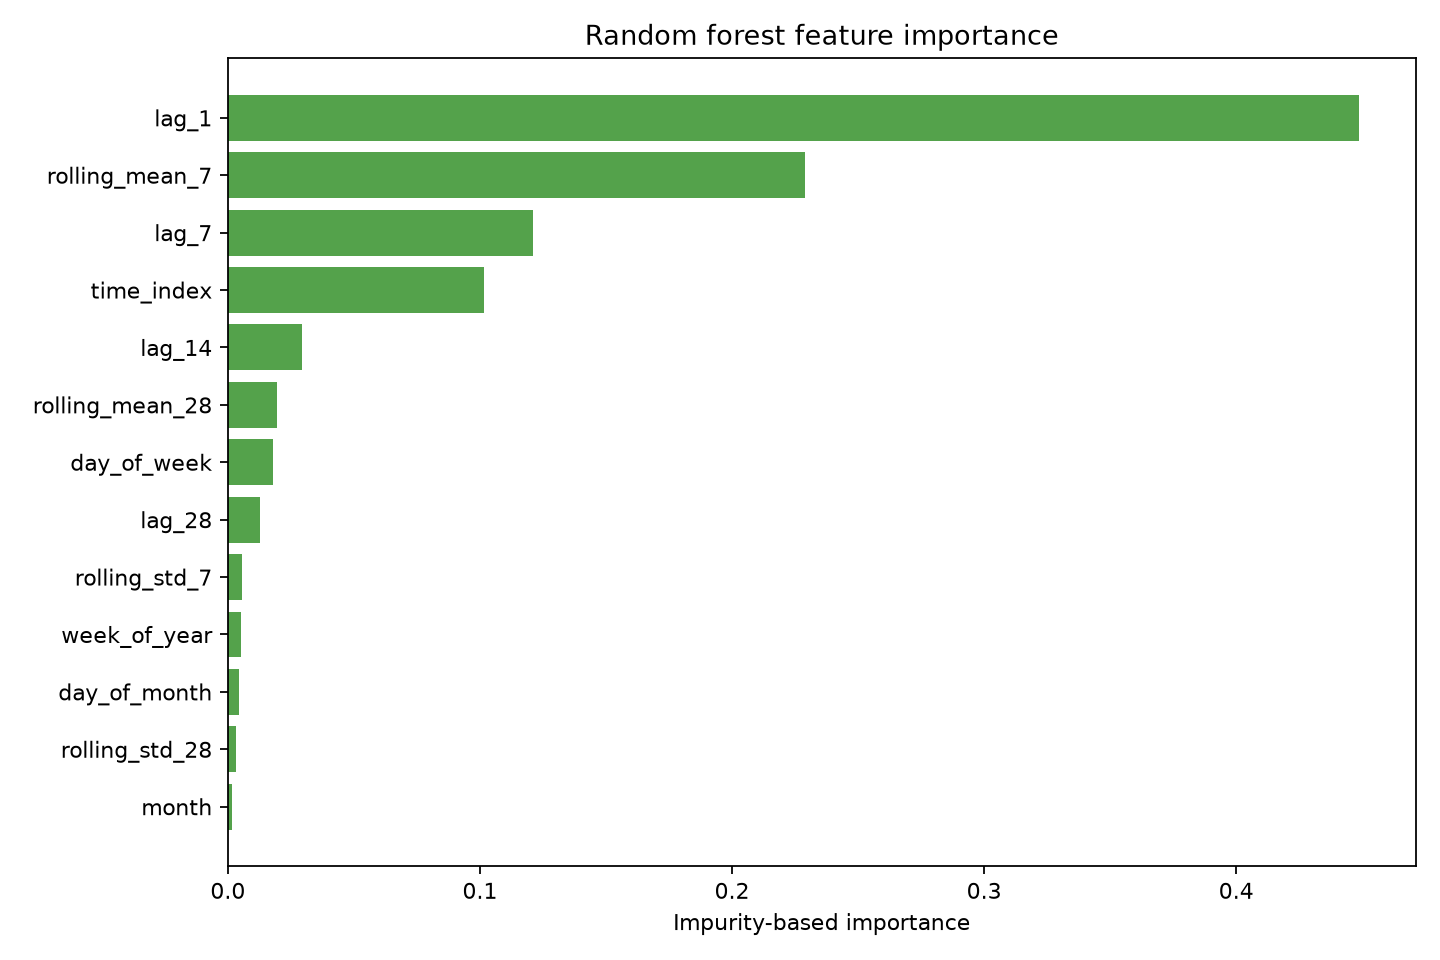 Random forest feature importance
lag_1
rolling_mean_7
lag_7
time_index
lag_14
rolling_mean_28
day_of_week
lag_28
rolling_std_7
week_of_year
day_of_month
rolling_std_28
month
0.0 0.1 0.2 0.3 0.4
Impurity-based importance